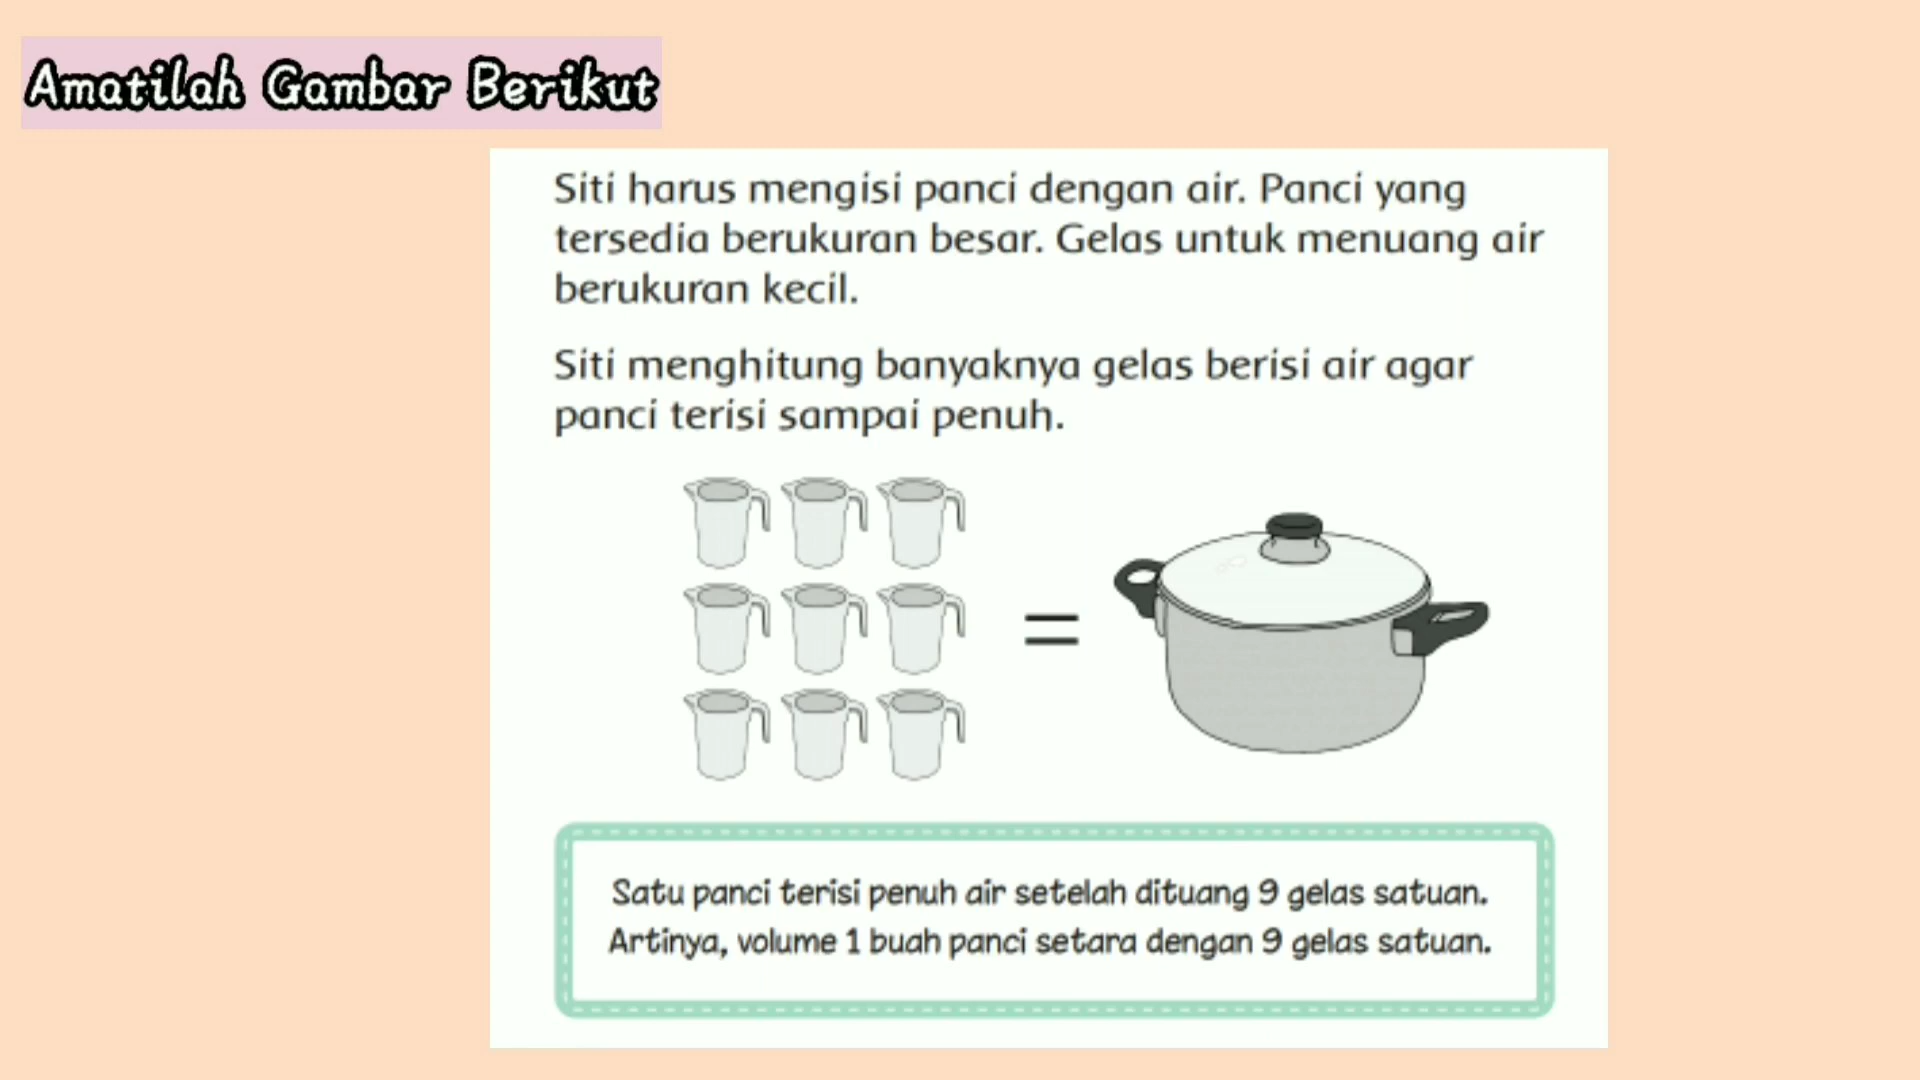 Amatilah Gambar Berikut
Siti harus mengisi panci dengan air. Panci yang
tersedia berukuran besar. Gelas untuk menuang air
berukuran kecil.
Siti menghitung banyaknya gelas berisi air agar
panci terisi sampai penuh.
=
Satu panci terisi penuh air setelah dituang 9 gelas satuan.
Artinya, volume 1 buah panci setara dengan 9 gelas satuan.